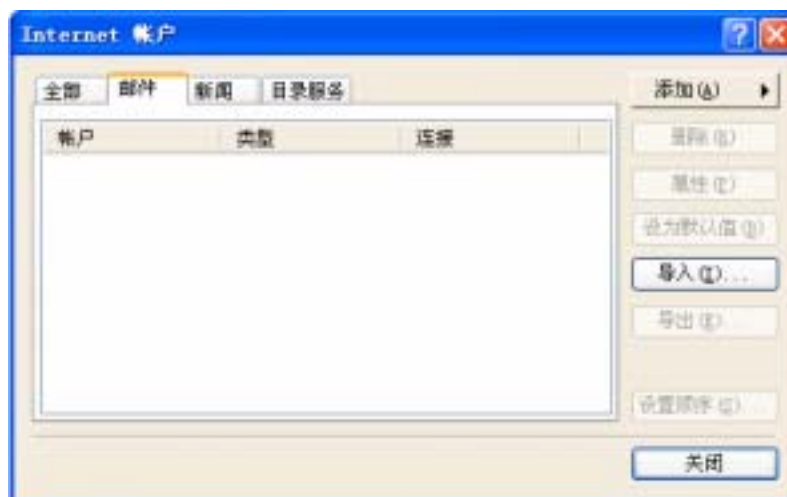 Internet 帐户
全部 邮件 新闻 目录服务
帐户 类型 连接
添加(A)
删除(R)
属性(P)
设为默认值(D)
导入(I)...
导出(E)...
设置顺序(S)...
关闭